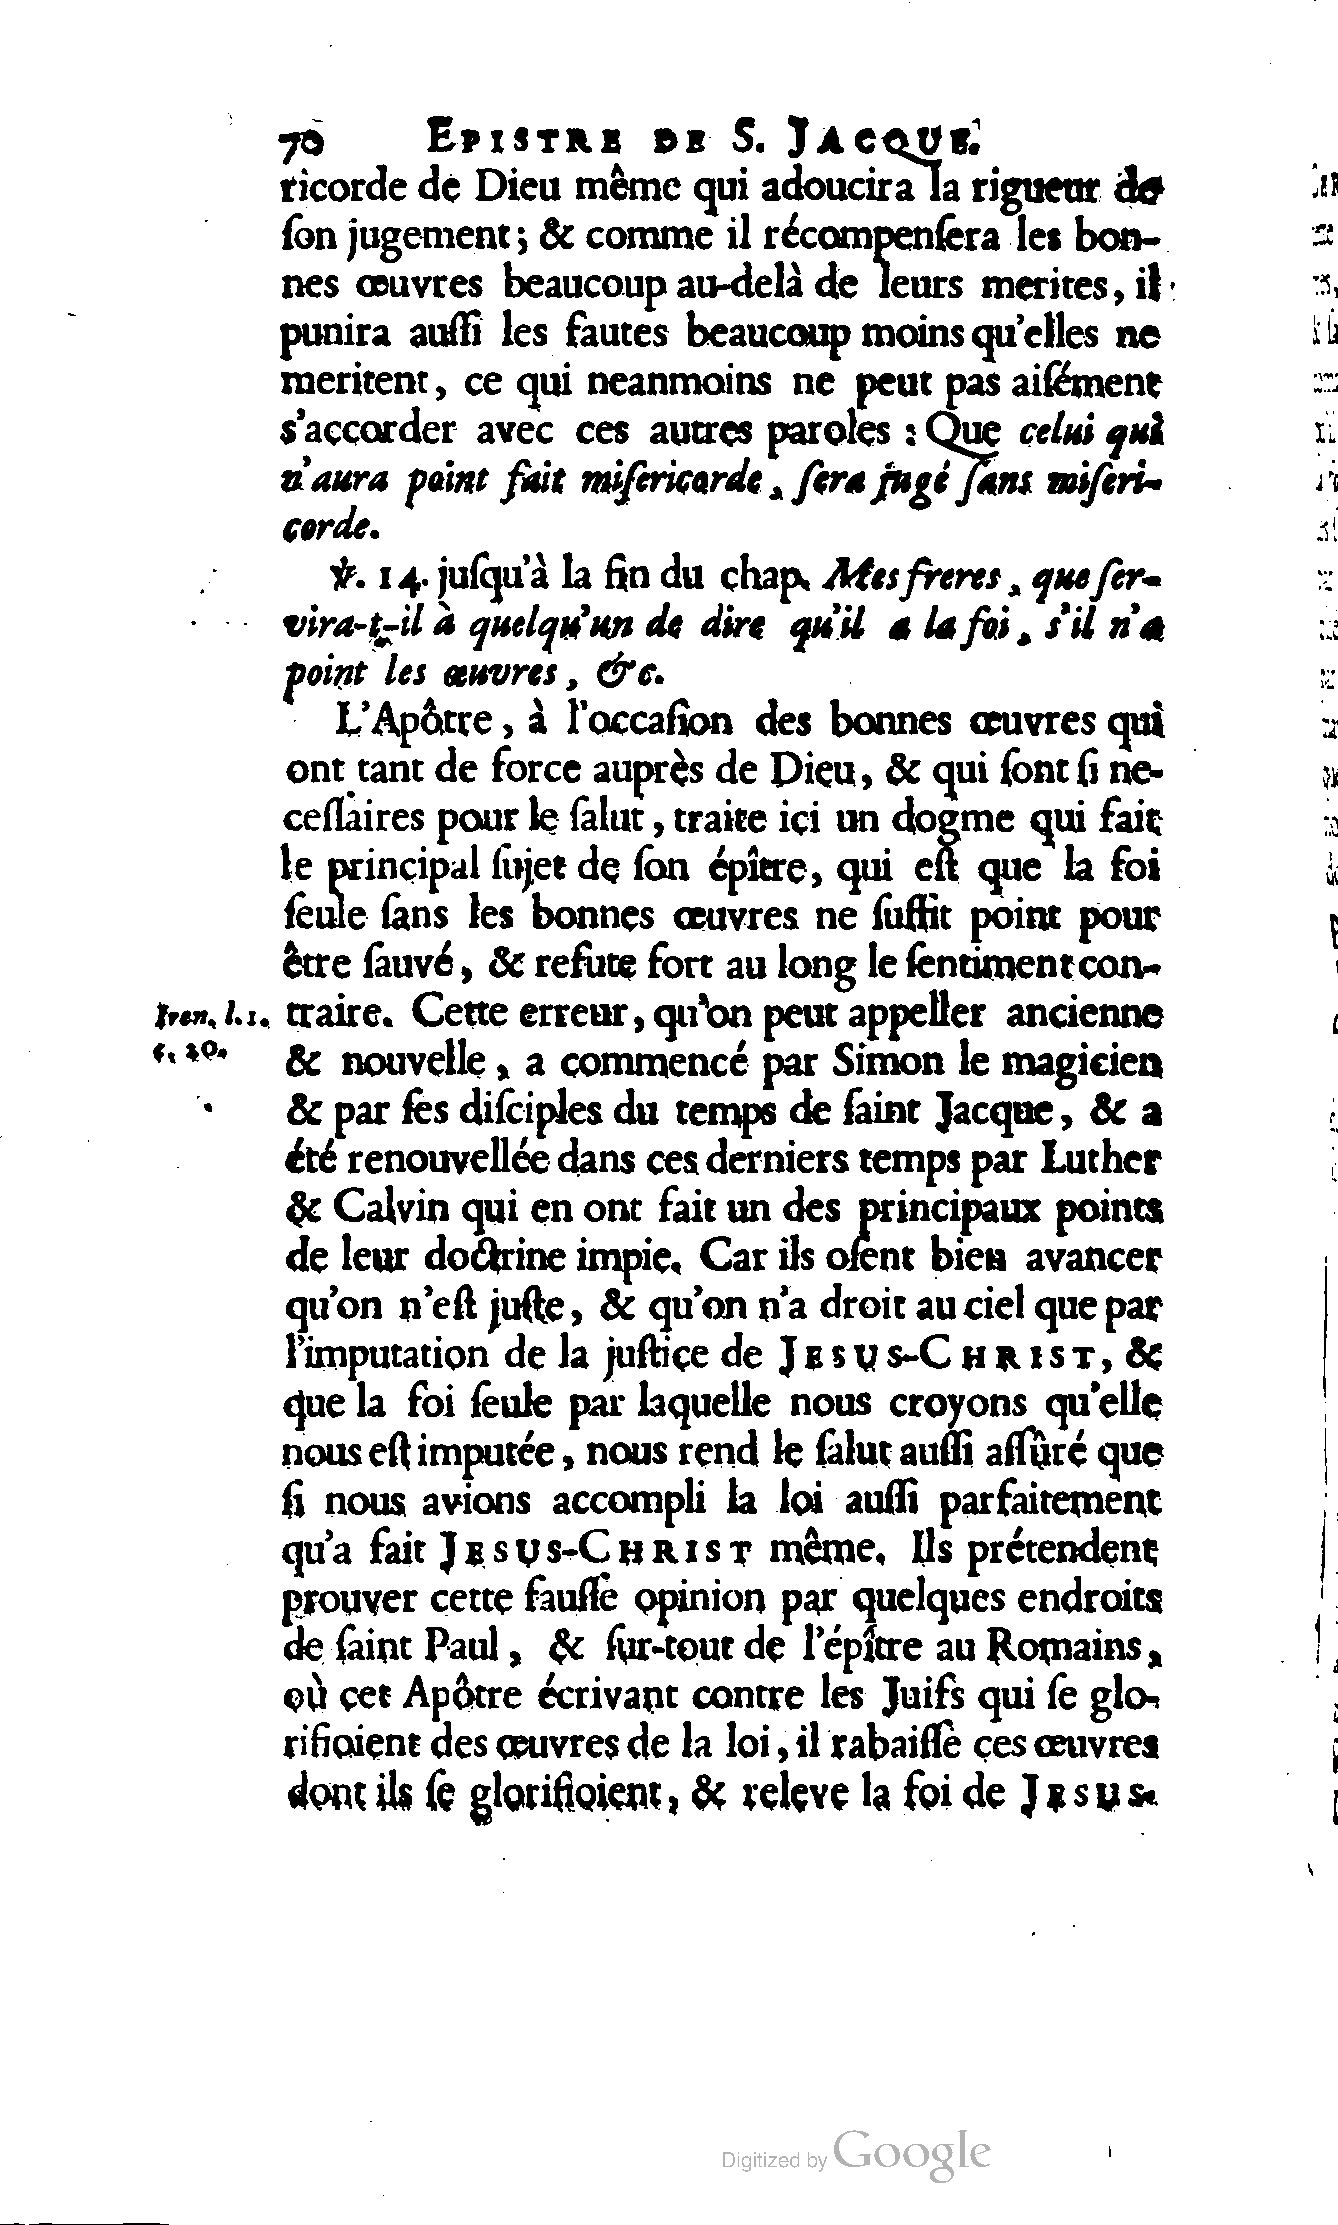 70 EPISTRE DE S. JACQUE.
ricorde de Dieu même qui adoucira la rigueur de
ſon jugement; & comme il récompenſera les bon-
nes œuvres beaucoup au-delà de leurs merites, il
punira auſſi les fautes beaucoup moins qu'elles ne
meritent, ce qui neanmoins ne peut pas aiſément
s'accorder avec ces autres paroles : Que celui qui
n'aura point fait miſericorde, ſera jugé ſans miſeri-
corde.
℣. 14. juſqu'à la fin du chap. Mes freres, que ſer-
vira-t-il à quelqu'un de dire qu'il a la foi, s'il n'a
point les œuvres, &c.
L'Apôtre, à l'occaſion des bonnes œuvres qui
ont tant de force auprès de Dieu, & qui ſont ſi ne-
ceſſaires pour le ſalut, traite ici un dogme qui fait
le principal ſujet de ſon épître, qui eſt que la foi
ſeule ſans les bonnes œuvres ne ſuffit point pour
être ſauvé, & refute fort au long le ſentiment con-
Iren. l. 1. traire. Cette erreur, qu'on peut appeller ancienne
c. 20. & nouvelle, a commencé par Simon le magicien
& par ſes diſciples du temps de ſaint Jacque, & a
été renouvellée dans ces derniers temps par Luther
& Calvin qui en ont fait un des principaux points
de leur doctrine impie. Car ils oſent bien avancer
qu'on n'eſt juſte, & qu'on n'a droit au ciel que par
l'imputation de la juſtice de JESUS-CHRIST, &
que la foi ſeule par laquelle nous croyons qu'elle
nous eſt imputée, nous rend le ſalut auſſi aſſûré que
ſi nous avions accompli la loi auſſi parfaitement
qu'a fait JESUS-CHRIST même. Ils prétendent
prouver cette fauſſe opinion par quelques endroits
de ſaint Paul, & ſur-tout de l'épître au Romains,
où cet Apôtre écrivant contre les Juifs qui ſe glo-
rifioient des œuvres de la loi, il rabaiſſe ces œuvres
dont ils ſe glorifioient, & releve la foi de JESUS-
Digitized by Google